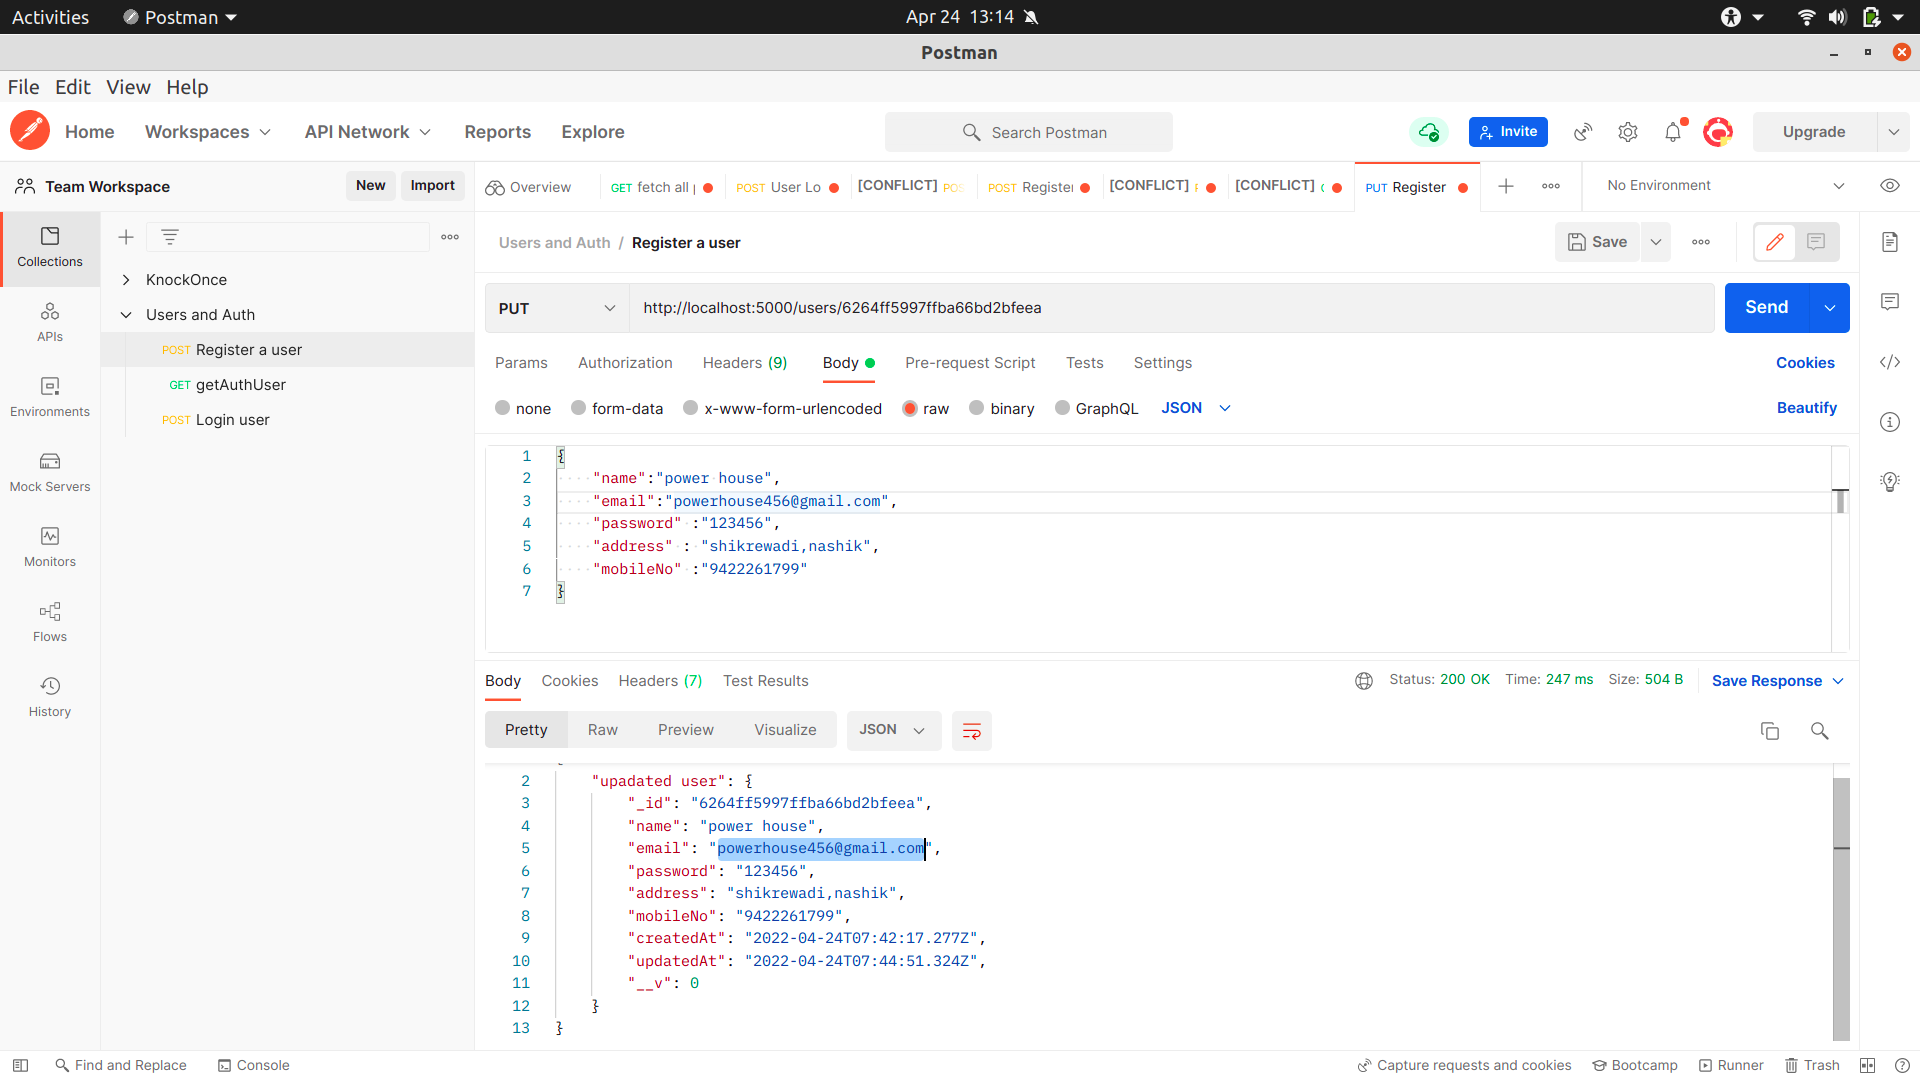 Activities Postman Apr 24 13:14
Postman
File Edit View Help
Home Workspaces API Network Reports Explore Search Postman Invite Upgrade
Team Workspace New Import Overview GET fetch all POST User Lo [CONFLICT] POS POST Register [CONFLICT] [CONFLICT] PUT Register No Environment
Users and Auth / Register a user Save
Collections
KnockOnce
Users and Auth
POST Register a user
GET getAuthUser
POST Login user
APIs
Environments
Mock Servers
Monitors
Flows
History
PUT http://localhost:5000/users/6264ff5997ffba66bd2bfeea Send
Params Authorization Headers (9) Body Pre-request Script Tests Settings Cookies
none form-data x-www-form-urlencoded raw binary GraphQL JSON Beautify
1 {
2 "name":"power house",
3 "email":"powerhouse456@gmail.com",
4 "password" :"123456",
5 "address" : "shikrewadi,nashik",
6 "mobileNo" :"9422261799"
7 }
Body Cookies Headers (7) Test Results Status: 200 OK Time: 247 ms Size: 504 B Save Response
Pretty Raw Preview Visualize JSON
2 "upadated user": {
3 "_id": "6264ff5997ffba66bd2bfeea",
4 "name": "power house",
5 "email": "powerhouse456@gmail.com",
6 "password": "123456",
7 "address": "shikrewadi,nashik",
8 "mobileNo": "9422261799",
9 "createdAt": "2022-04-24T07:42:17.277Z",
10 "updatedAt": "2022-04-24T07:44:51.324Z",
11 "__v": 0
12 }
13 }
Find and Replace Console Capture requests and cookies Bootcamp Runner Trash